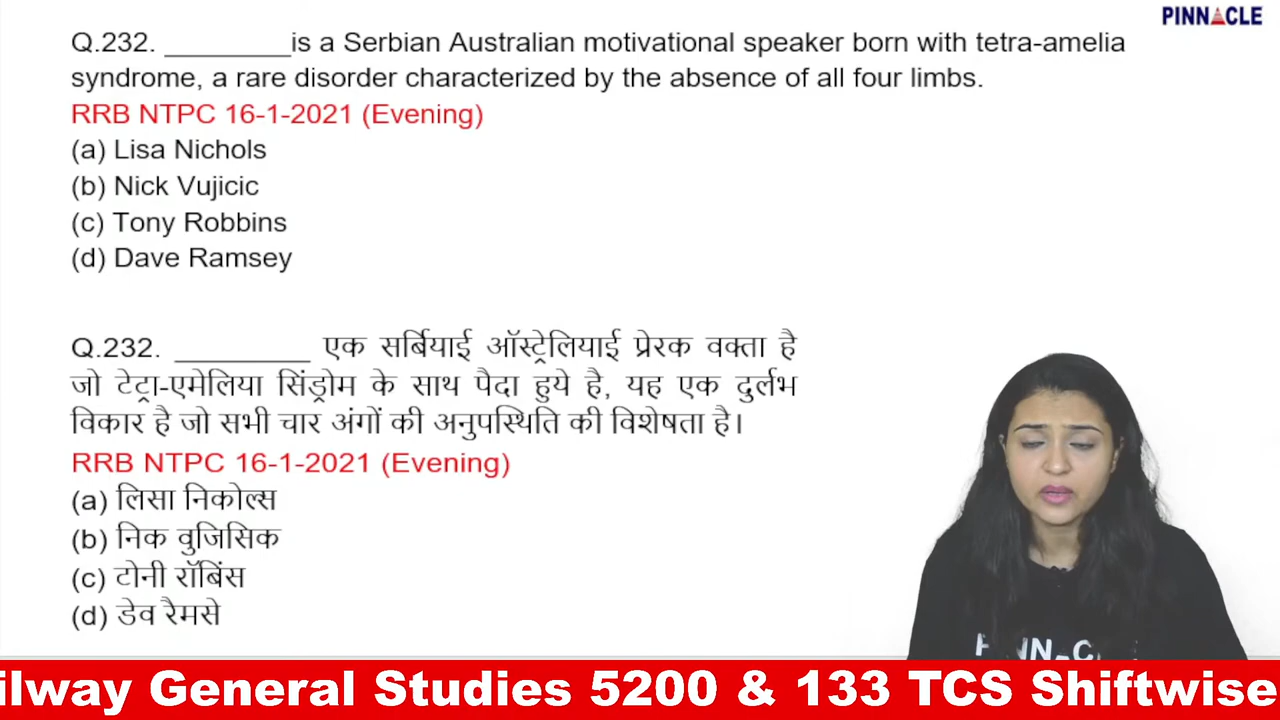 PINNACLE
Q.232. ________is a Serbian Australian motivational speaker born with tetra-amelia
syndrome, a rare disorder characterized by the absence of all four limbs.
RRB NTPC 16-1-2021 (Evening)
(a) Lisa Nichols
(b) Nick Vujicic
(c) Tony Robbins
(d) Dave Ramsey
Q.232. ________ एक सर्बियाई ऑस्ट्रेलियाई प्रेरक वक्ता है
जो टेट्रा-एमेलिया सिंड्रोम के साथ पैदा हुये है, यह एक दुर्लभ
विकार है जो सभी चार अंगों की अनुपस्थिति की विशेषता है।
RRB NTPC 16-1-2021 (Evening)
(a) लिसा निकोल्स
(b) निक वुजिसिक
(c) टोनी रॉबिंस
(d) डेव रैमसे
ilway General Studies 5200 & 133 TCS Shiftwise